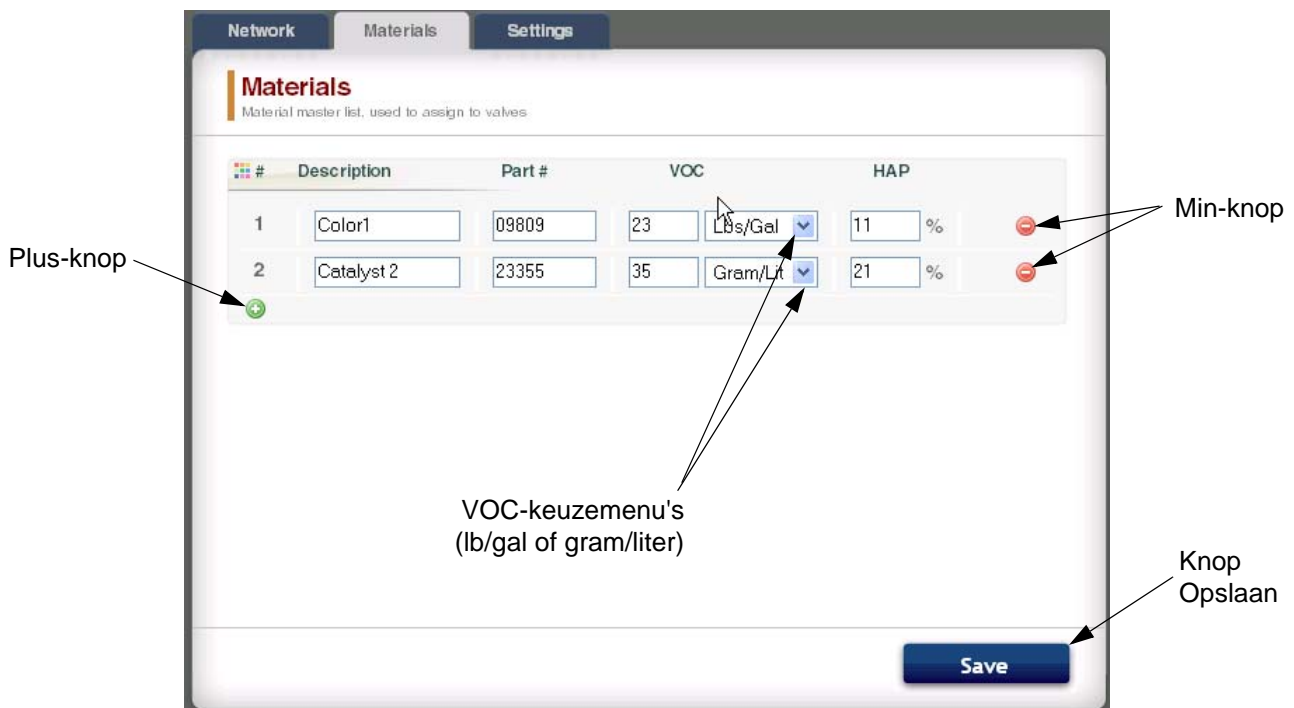 Network Materials Settings
Materials
Material master list, used to assign to valves
# Description Part # VOC HAP
1 Color1 09809 23 Lbs/Gal 11 %
2 Catalyst 2 23355 35 Gram/Lit 21 %
Plus-knop
Min-knop
VOC-keuzemenu's
(lb/gal of gram/liter)
Knop
Opslaan
Save